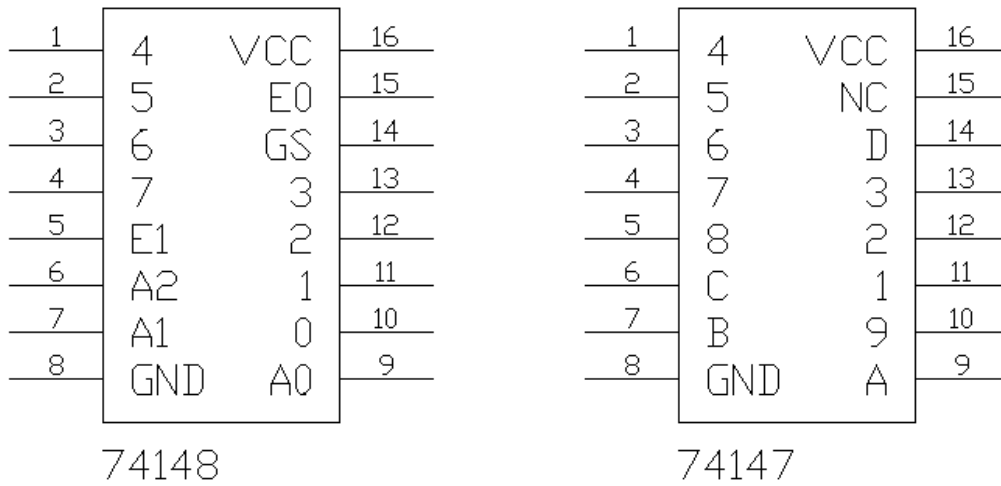 1 4 VCC 16
2 5 E0 15
3 6 GS 14
4 7 3 13
5 E1 2 12
6 A2 1 11
7 A1 0 10
8 GND A0 9
74148
1 4 VCC 16
2 5 NC 15
3 6 D 14
4 7 3 13
5 8 2 12
6 C 1 11
7 B 9 10
8 GND A 9
74147